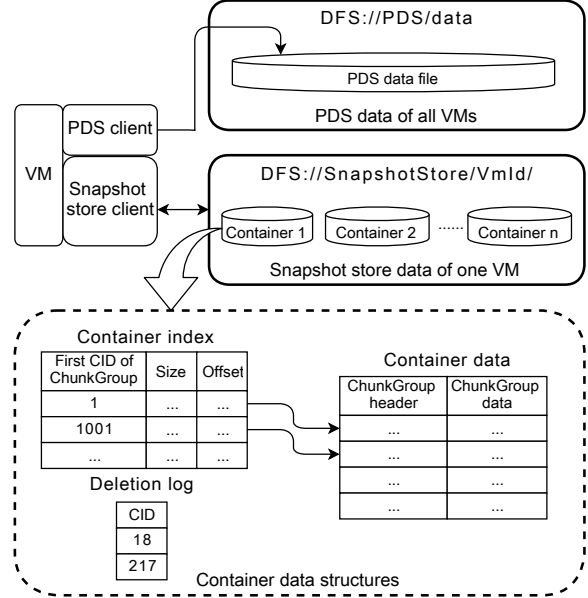 DFS://PDS/data
PDS data file
PDS data of all VMs
VM
PDS client
Snapshot
store client
DFS://SnapshotStore/VmId/
Container 1
Container 2
......
Container n
Snapshot store data of one VM
Container index
First CID of
ChunkGroup
Size
Offset
1
...
...
1001
...
...
...
...
...
Container data
ChunkGroup
header
ChunkGroup
data
...
...
...
...
...
...
...
...
Deletion log
CID
18
217
Container data structures